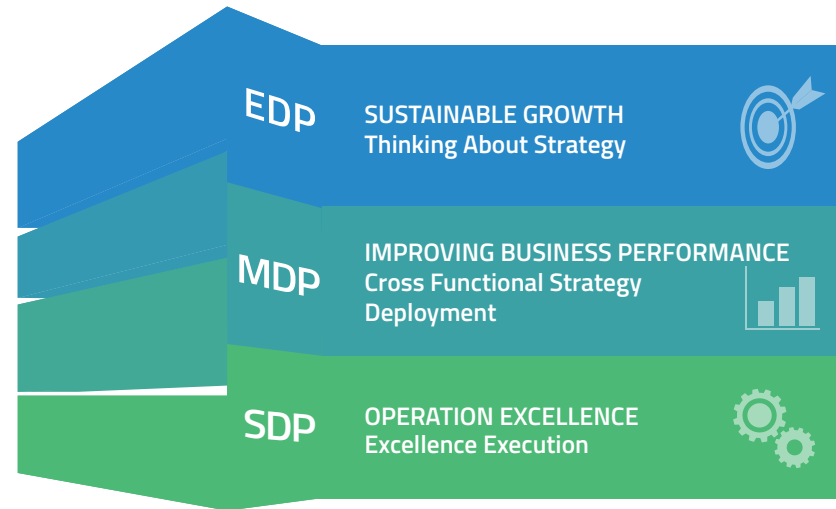 EDP
SUSTAINABLE GROWTH
Thinking About Strategy
MDP
IMPROVING BUSINESS PERFORMANCE
Cross Functional Strategy
Deployment
SDP
OPERATION EXCELLENCE
Excellence Execution